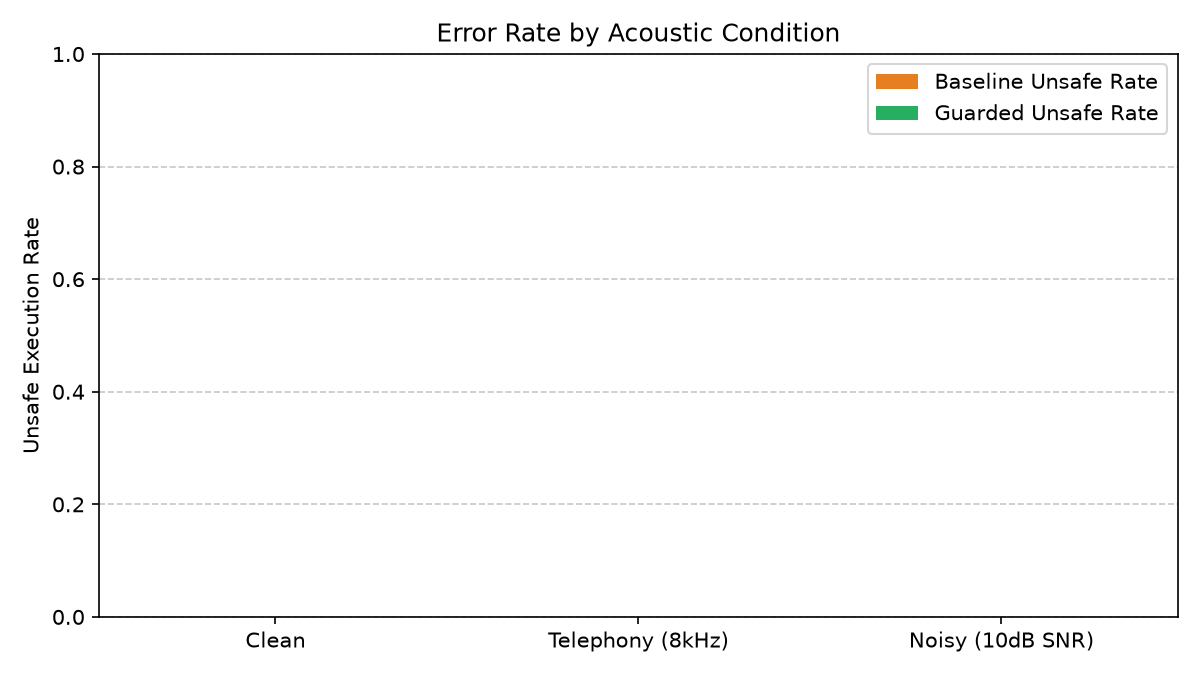 Error Rate by Acoustic Condition
Baseline Unsafe Rate
Guarded Unsafe Rate
Unsafe Execution Rate
1.0
0.8
0.6
0.4
0.2
0.0
Clean
Telephony (8kHz)
Noisy (10dB SNR)